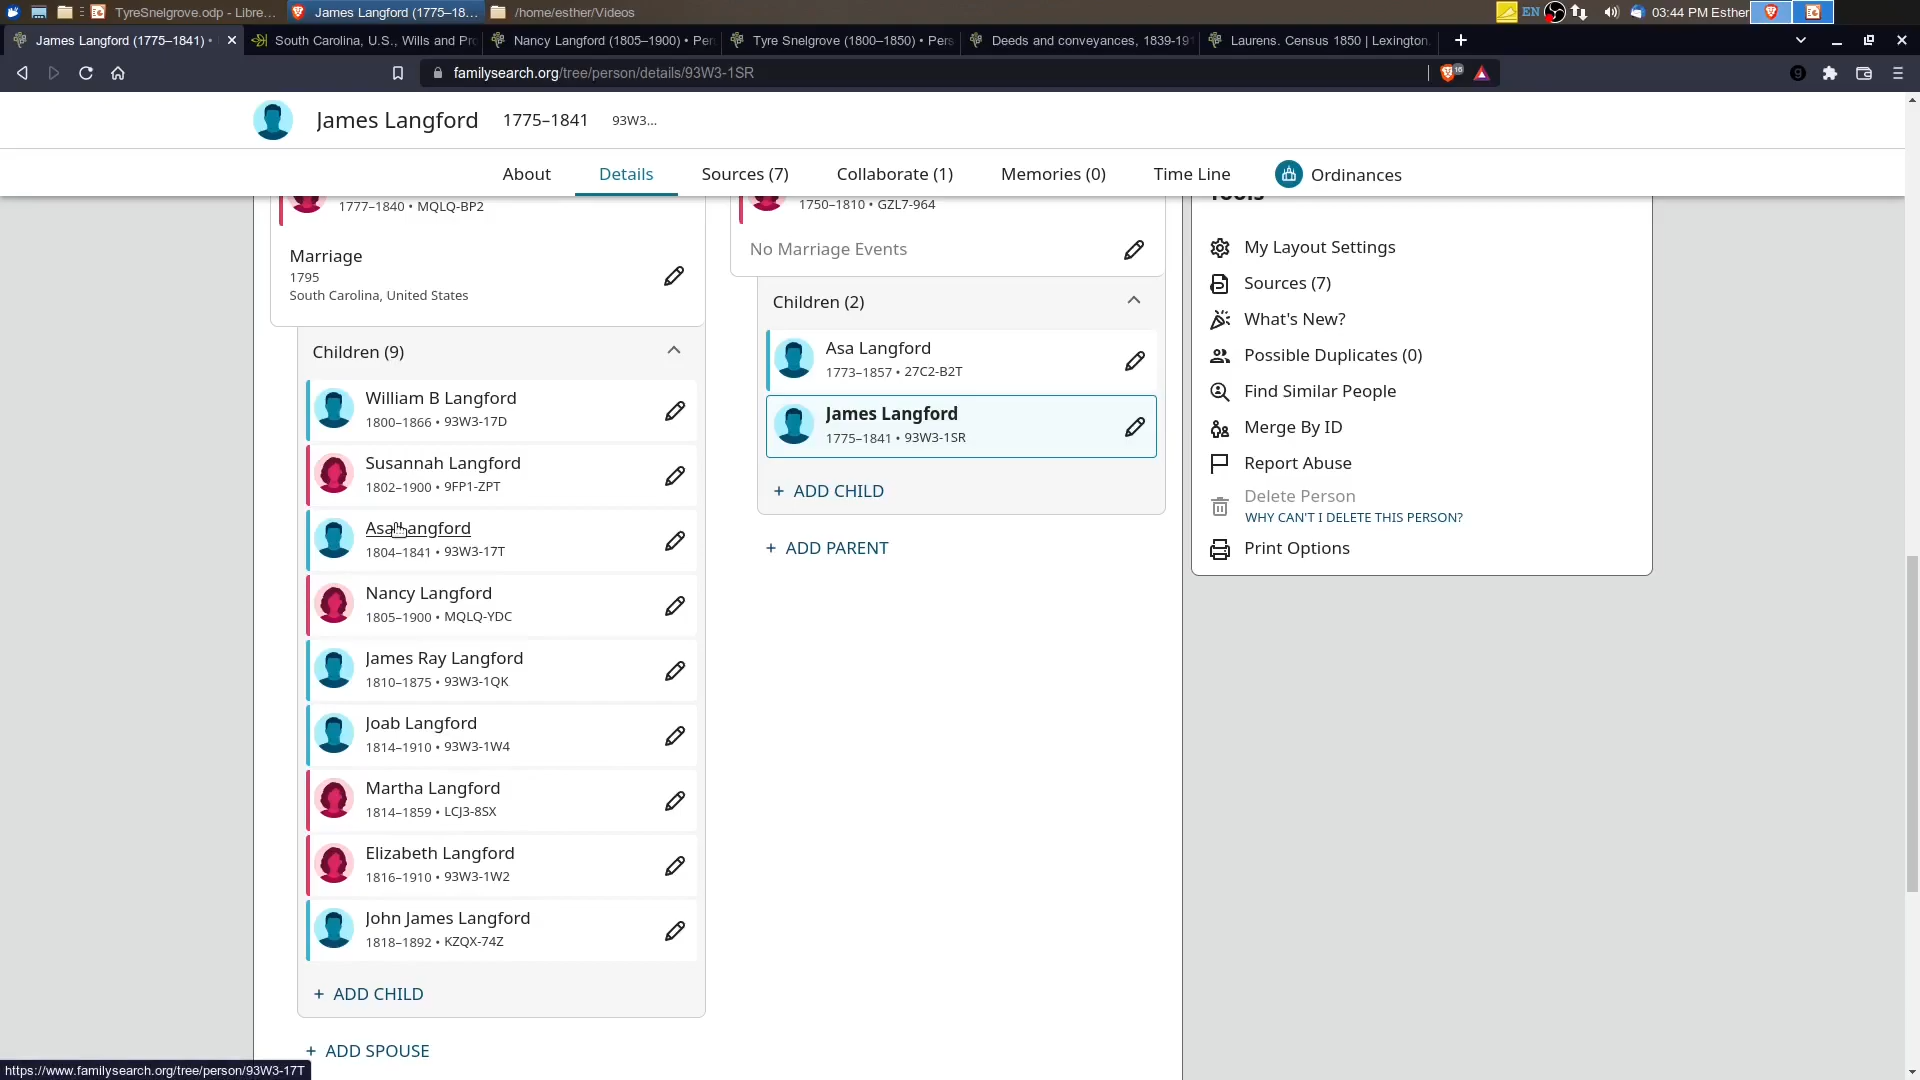 TyreSnelgrove.odp - Libre...
James Langford (1775–18...
/home/esther/Videos
EN
03:44 PM Esther
James Langford (1775–1841) •
South Carolina, U.S., Wills and Pro
Nancy Langford (1805–1900) • Per
Tyre Snelgrove (1800–1850) • Pers
Deeds and conveyances, 1839-191
Laurens. Census 1850 | Lexington,
familysearch.org/tree/person/details/93W3-1SR
16
James Langford
1775–1841
93W3...
About
Details
Sources (7)
Collaborate (1)
Memories (0)
Time Line
Ordinances
1777–1840 • MQLQ-BP2
Marriage
1795
South Carolina, United States
Children (9)
William B Langford
1800–1866 • 93W3-17D
Susannah Langford
1802–1900 • 9FP1-ZPT
Asa Langford
1804–1841 • 93W3-17T
Nancy Langford
1805–1900 • MQLQ-YDC
James Ray Langford
1810–1875 • 93W3-1QK
Joab Langford
1814–1910 • 93W3-1W4
Martha Langford
1814–1859 • LCJ3-8SX
Elizabeth Langford
1816–1910 • 93W3-1W2
John James Langford
1818–1892 • KZQX-74Z
+ ADD CHILD
+ ADD SPOUSE
1750–1810 • GZL7-964
No Marriage Events
Children (2)
Asa Langford
1773–1857 • 27C2-B2T
James Langford
1775–1841 • 93W3-1SR
+ ADD CHILD
+ ADD PARENT
Tools
My Layout Settings
Sources (7)
What's New?
Possible Duplicates (0)
Find Similar People
Merge By ID
Report Abuse
Delete Person
WHY CAN'T I DELETE THIS PERSON?
Print Options
https://www.familysearch.org/tree/person/93W3-17T